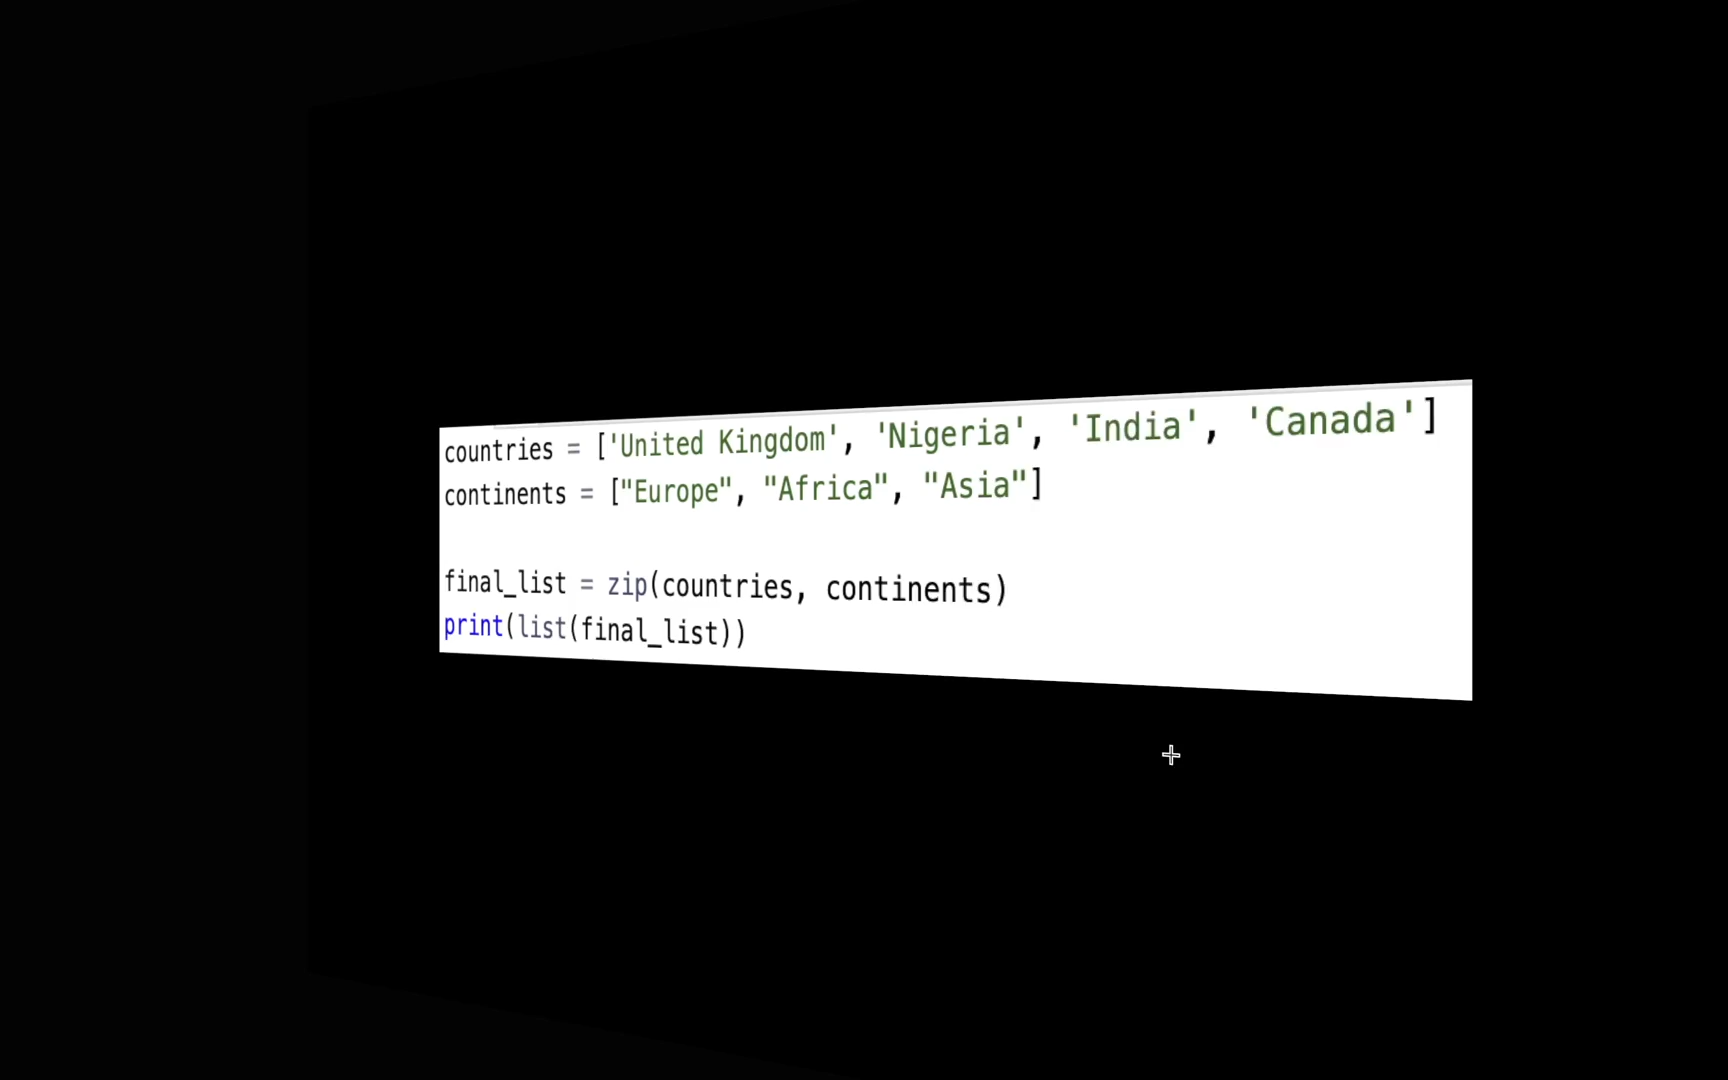 countries = ['United Kingdom', 'Nigeria', 'India', 'Canada']
continents = ["Europe", "Africa", "Asia"]
final_list = zip(countries, continents)
print(list(final_list))